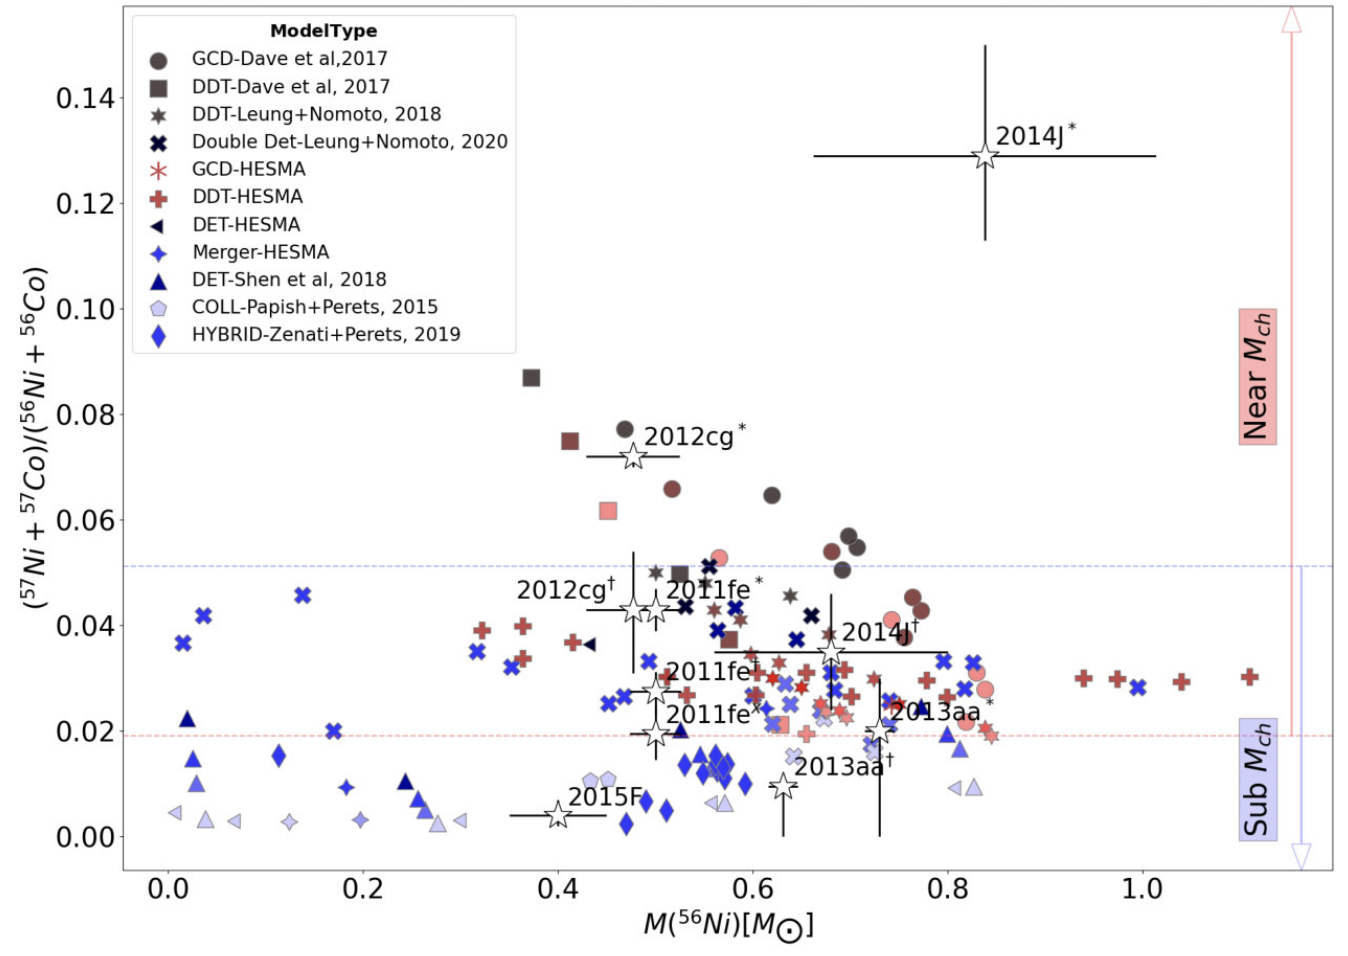 ModelType
GCD-Dave et al,2017
DDT-Dave et al, 2017
DDT-Leung+Nomoto, 2018
Double Det-Leung+Nomoto, 2020
GCD-HESMA
DDT-HESMA
DET-HESMA
Merger-HESMA
DET-Shen et al, 2018
COLL-Papish+Perets, 2015
HYBRID-Zenati+Perets, 2019
(⁵⁷Ni + ⁵⁷Co)/(⁵⁶Ni + ⁵⁶Co)
0.14
0.12
0.10
0.08
0.06
0.04
0.02
0.00
2014J*
2012cg*
2012cg†
2011fe*
2014J†
2011fe‡
2011fe×
2013aa*
2013aa†
2015F
Near M_ch
Sub M_ch
0.0 0.2 0.4 0.6 0.8 1.0
M(⁵⁶Ni)[M⊙]